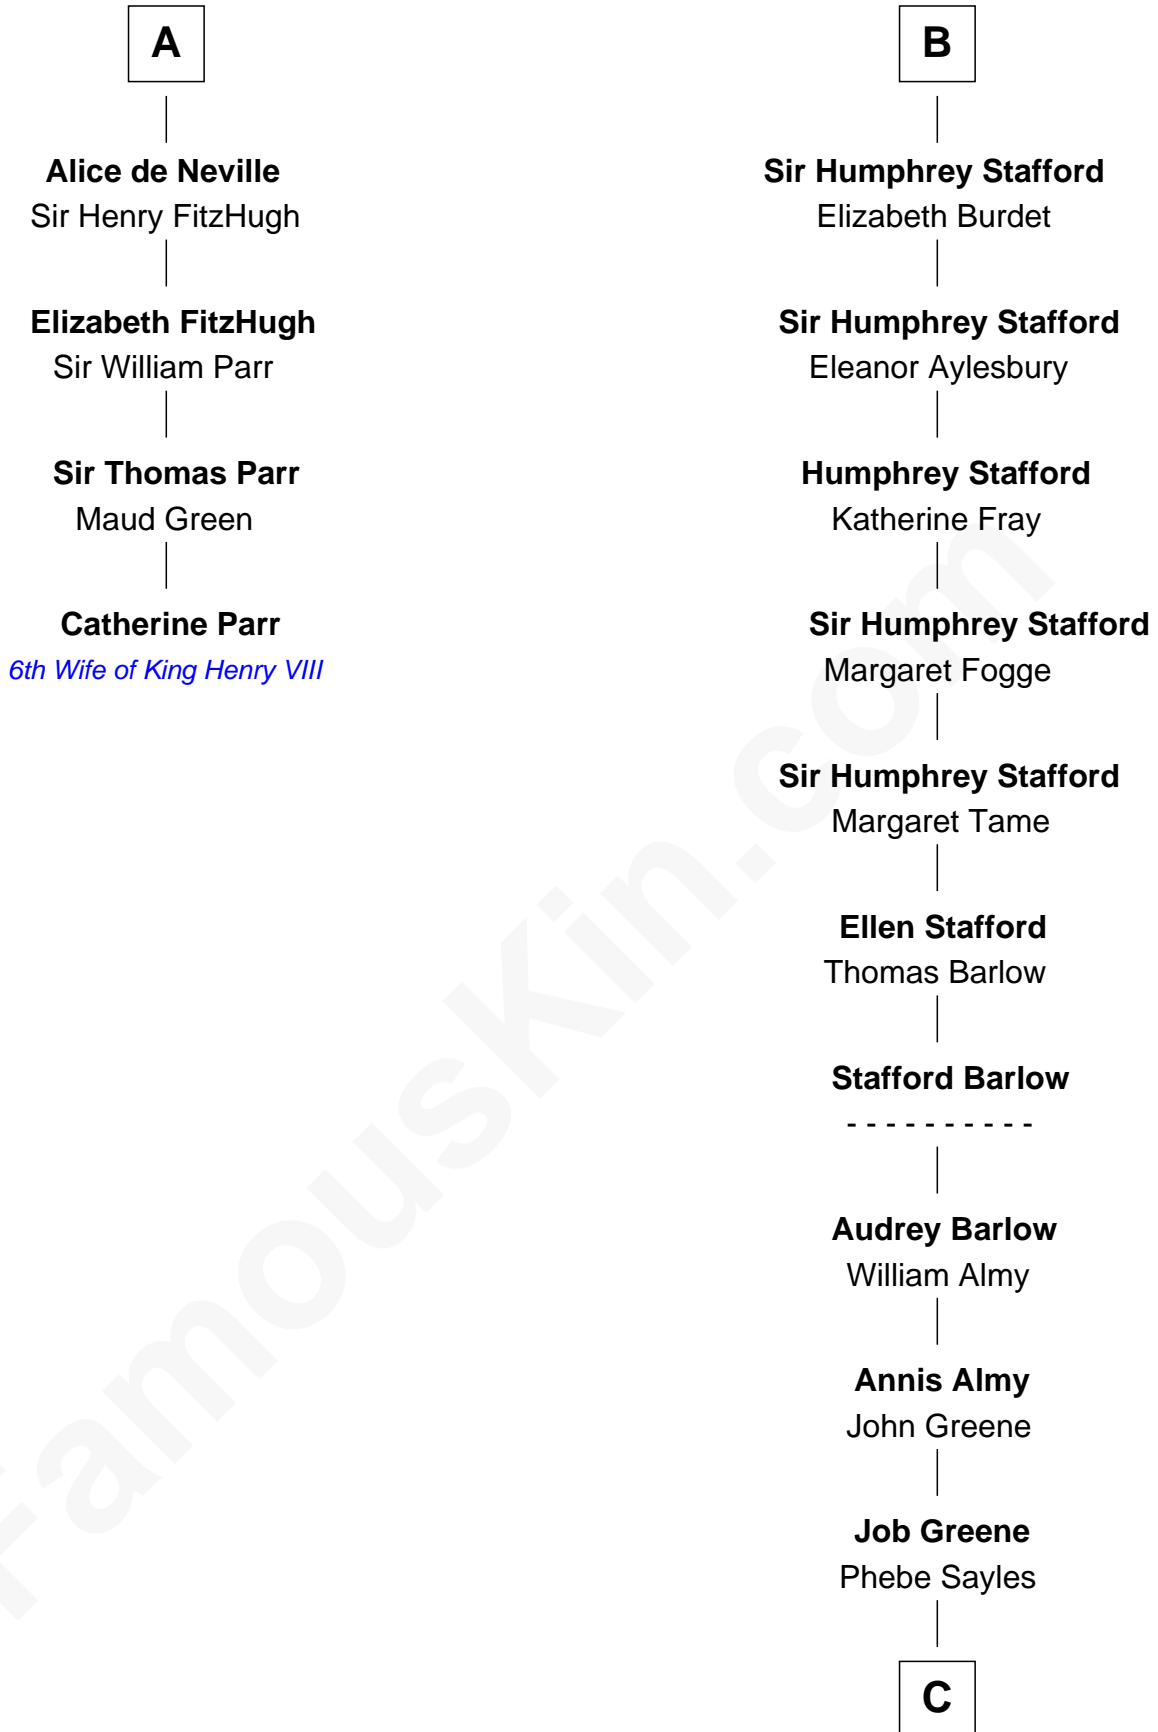 A
Alice de Neville
Sir Henry FitzHugh
Elizabeth FitzHugh
Sir William Parr
Sir Thomas Parr
Maud Green
Catherine Parr
6th Wife of King Henry VIII
B
Sir Humphrey Stafford
Elizabeth Burdet
Sir Humphrey Stafford
Eleanor Aylesbury
Humphrey Stafford
Katherine Fray
Sir Humphrey Stafford
Margaret Fogge
Sir Humphrey Stafford
Margaret Tame
Ellen Stafford
Thomas Barlow
Stafford Barlow
- - - - - - - - - -
Audrey Barlow
William Almy
Annis Almy
John Greene
Job Greene
Phebe Sayles
C
FamousKin.com